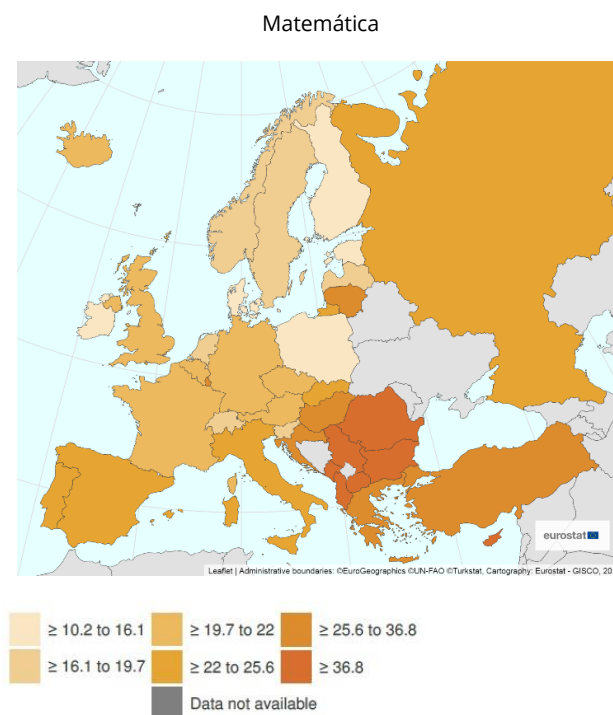 Matemática
eurostat
Leaflet | Administrative boundaries: ©EuroGeographics ©UN-FAO ©Turkstat, Cartography: Eurostat - GISCO, 20
≥ 10.2 to 16.1 ≥ 19.7 to 22 ≥ 25.6 to 36.8
≥ 16.1 to 19.7 ≥ 22 to 25.6 ≥ 36.8
Data not available